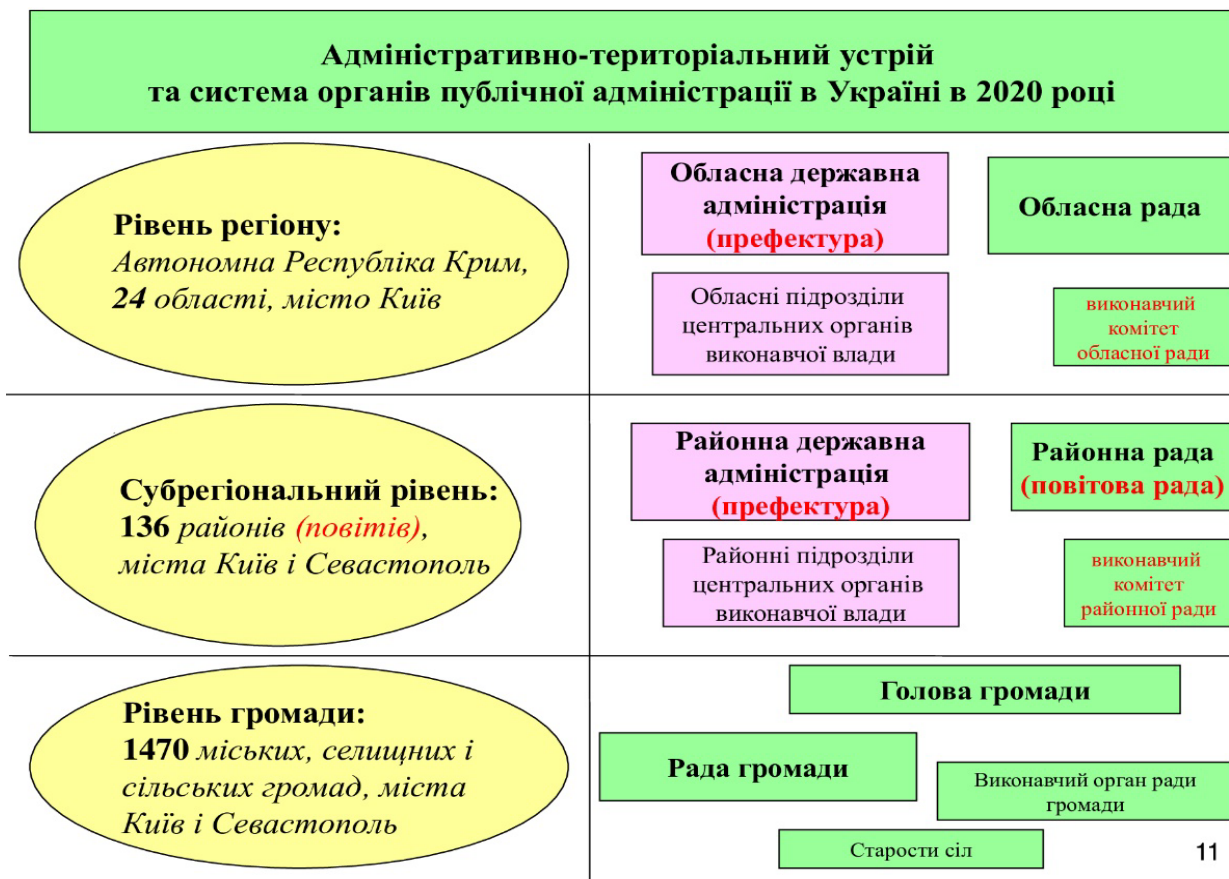 Адміністративно-територіальний устрій
та система органів публічної адміністрації в Україні в 2020 році
Рівень регіону:
Автономна Республіка Крим,
24 області, місто Київ
Обласна державна
адміністрація
(префектура)
Обласна рада
Обласні підрозділи
центральних органів
виконавчої влади
виконавчий
комітет
обласної ради
Субрегіональний рівень:
136 районів (повітів),
міста Київ і Севастополь
Районна державна
адміністрація
(префектура)
Районна рада
(повітова рада)
Районні підрозділи
центральних органів
виконавчої влади
виконавчий
комітет
районної ради
Рівень громади:
1470 міських, селищних і
сільських громад, міста
Київ і Севастополь
Голова громади
Рада громади
Виконавчий орган ради
громади
Старости сіл
11